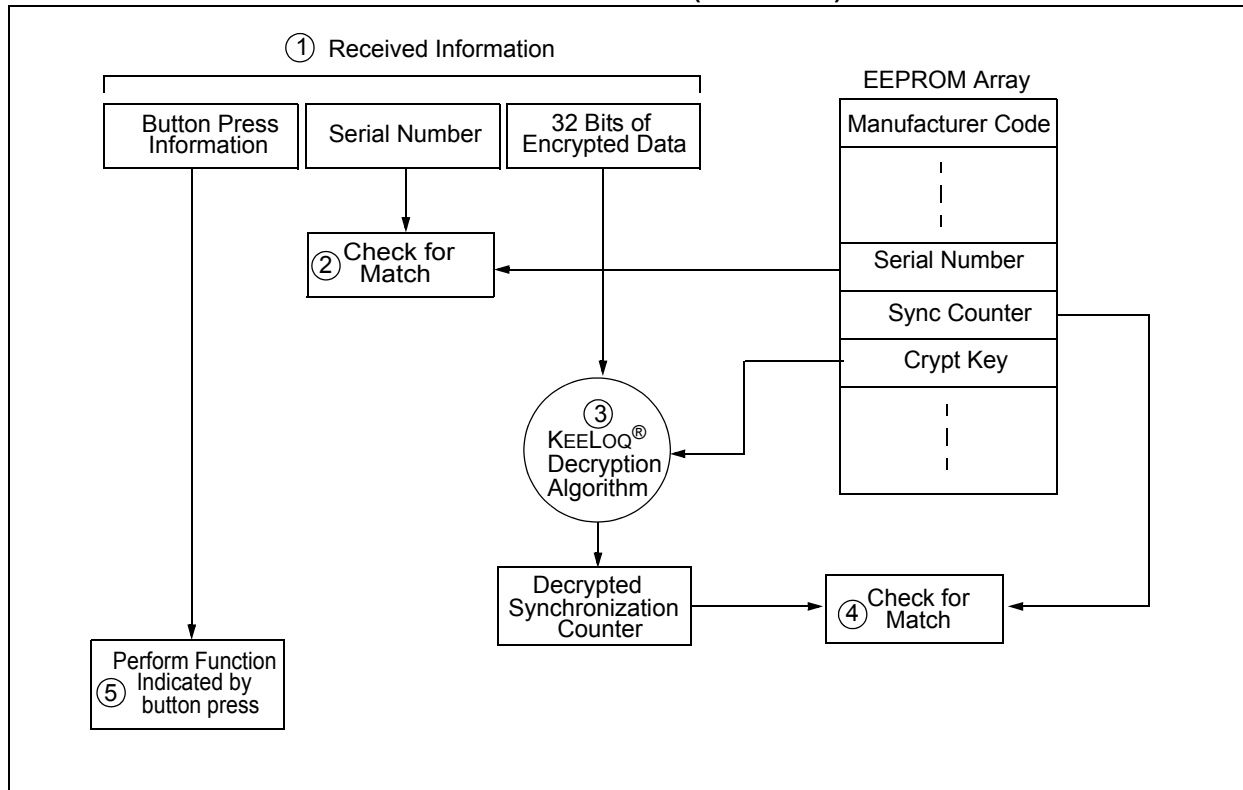 ① Received Information
EEPROM Array
Button Press
Information
Serial Number
32 Bits of
Encrypted Data
Manufacturer Code
② Check for
Match
Serial Number
Sync Counter
Crypt Key
③
KEELOQ®
Decryption
Algorithm
Decrypted
Synchronization
Counter
④ Check for
Match
Perform Function
⑤ Indicated by
button press